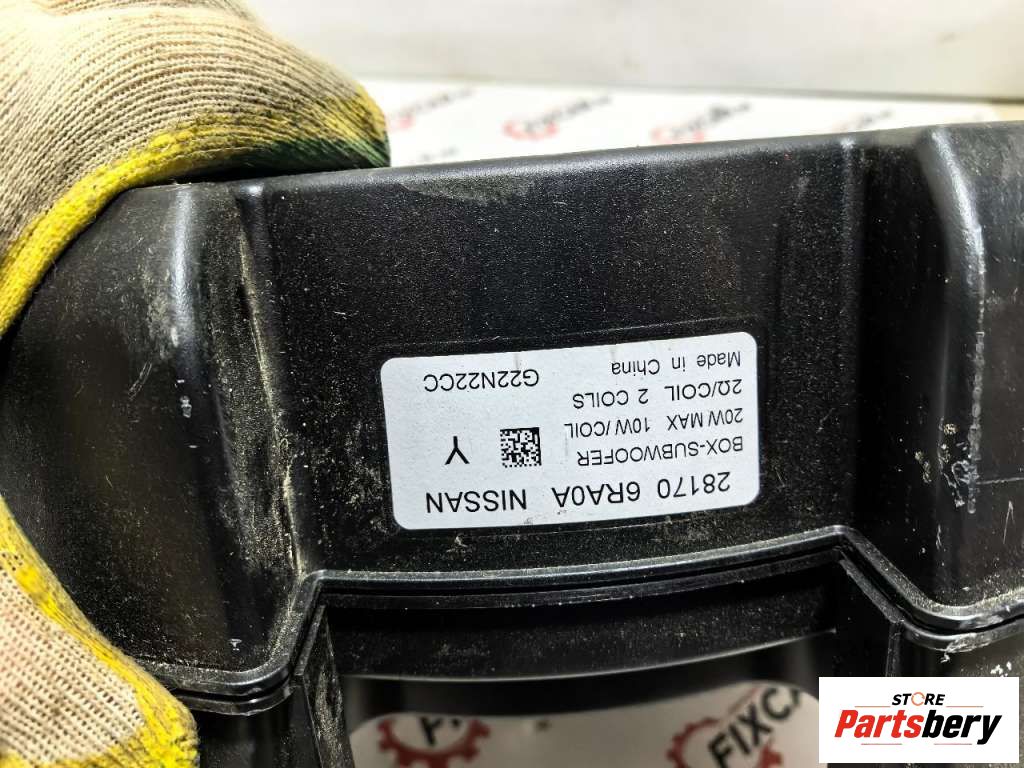 28170 6RA0A NISSAN
BOX-SUBWOOFER
20W MAX 10W/COIL
2Ω/COIL 2 COILS
Made in China
Y
G22N22CC
STORE
Partsbery